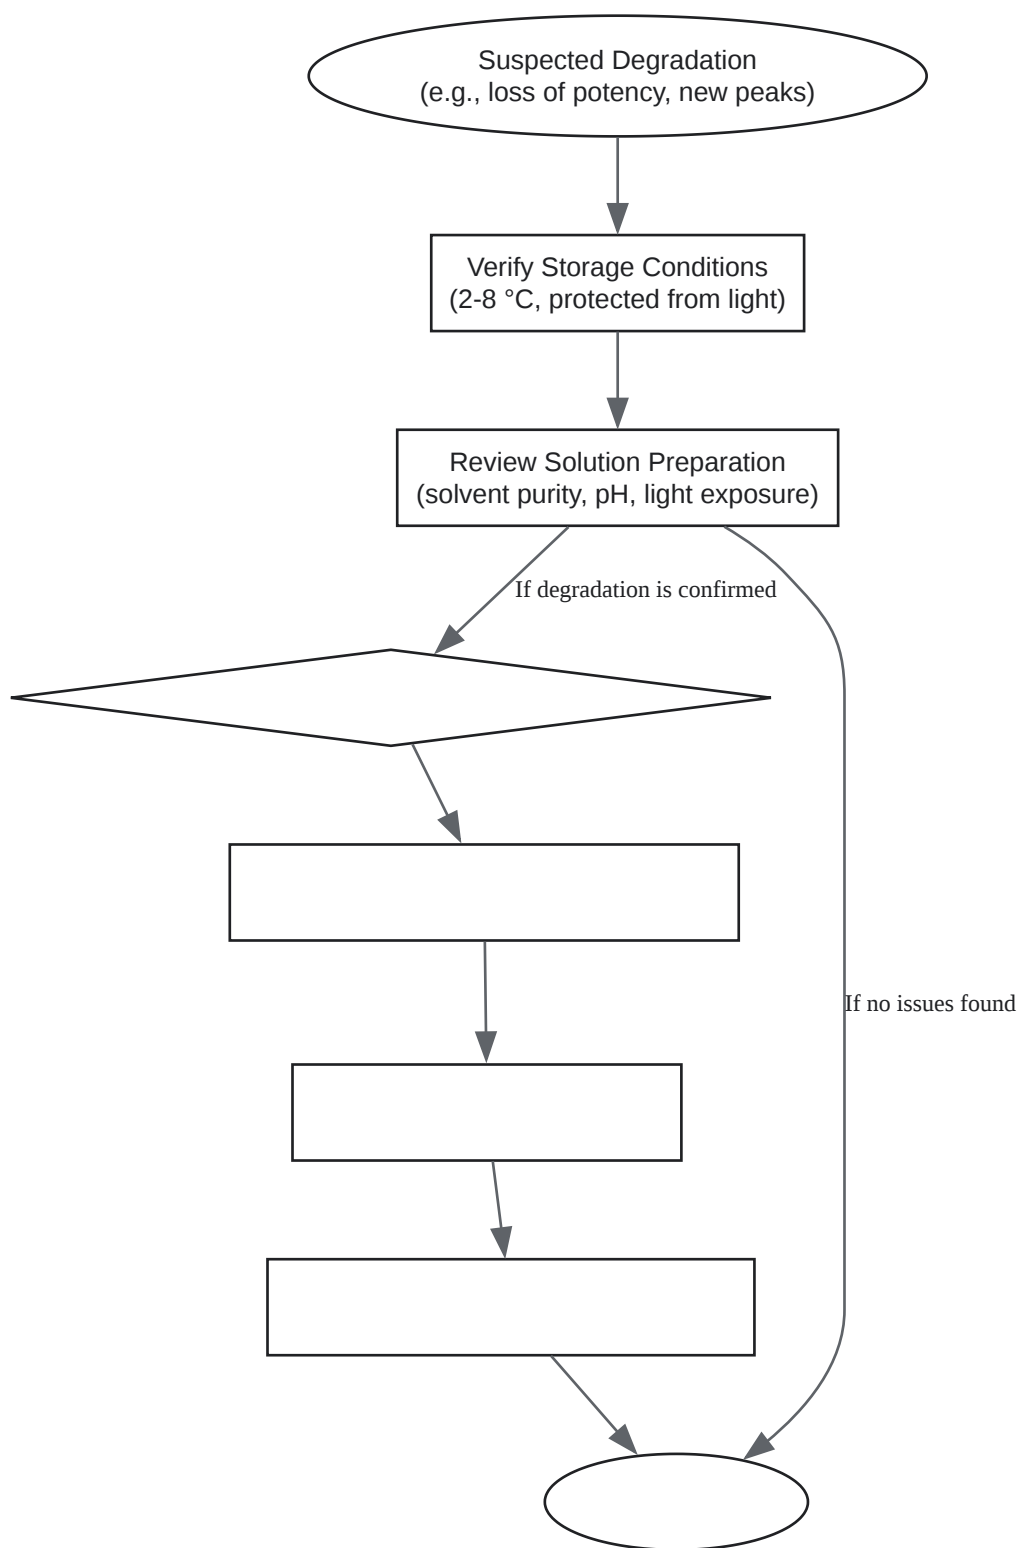 Suspected Degradation
(e.g., loss of potency, new peaks)
Verify Storage Conditions
(2-8 °C, protected from light)
Review Solution Preparation
(solvent purity, pH, light exposure)
If degradation is confirmed
If no issues found